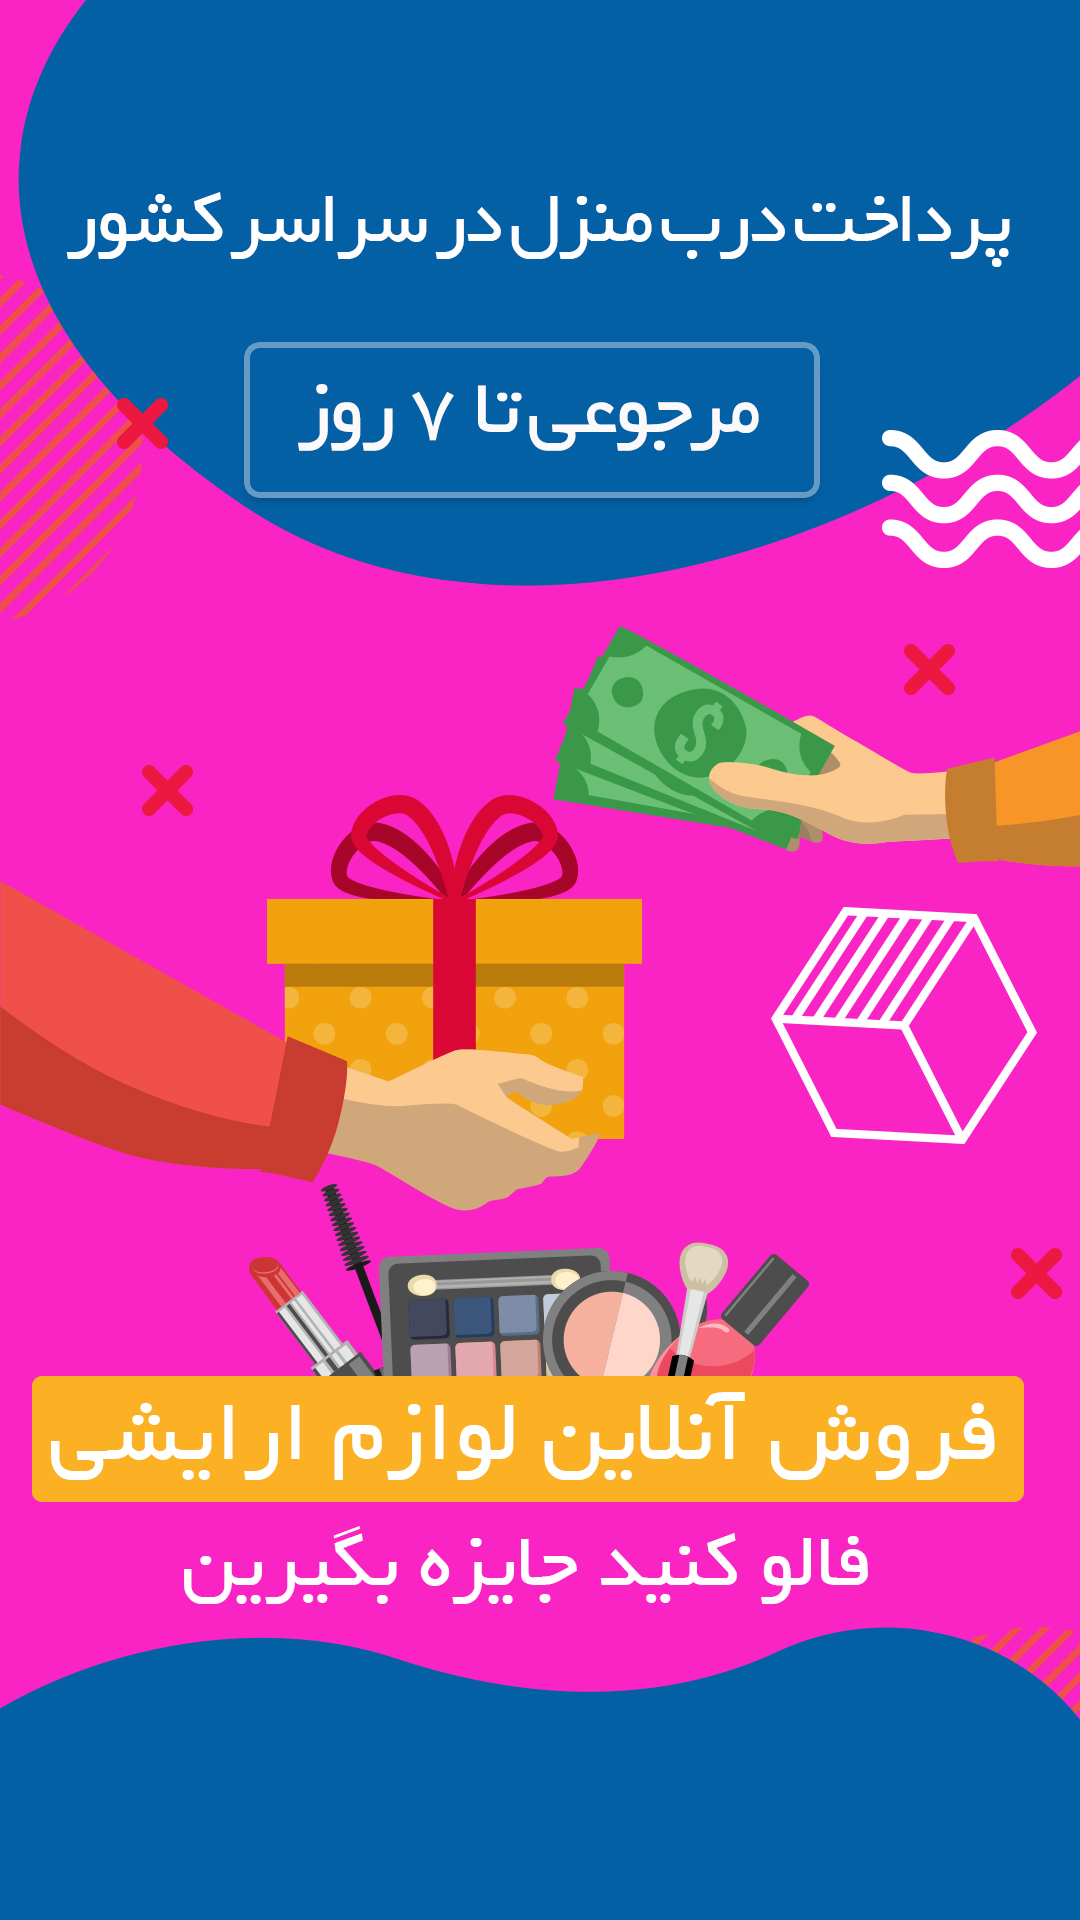 پرداخت درب منزل در سراسر کشور
مرجوعی تا ۷ روز
$
فروش آنلاین لوازم ارایشی
فالو کنید جایزه بگیرین